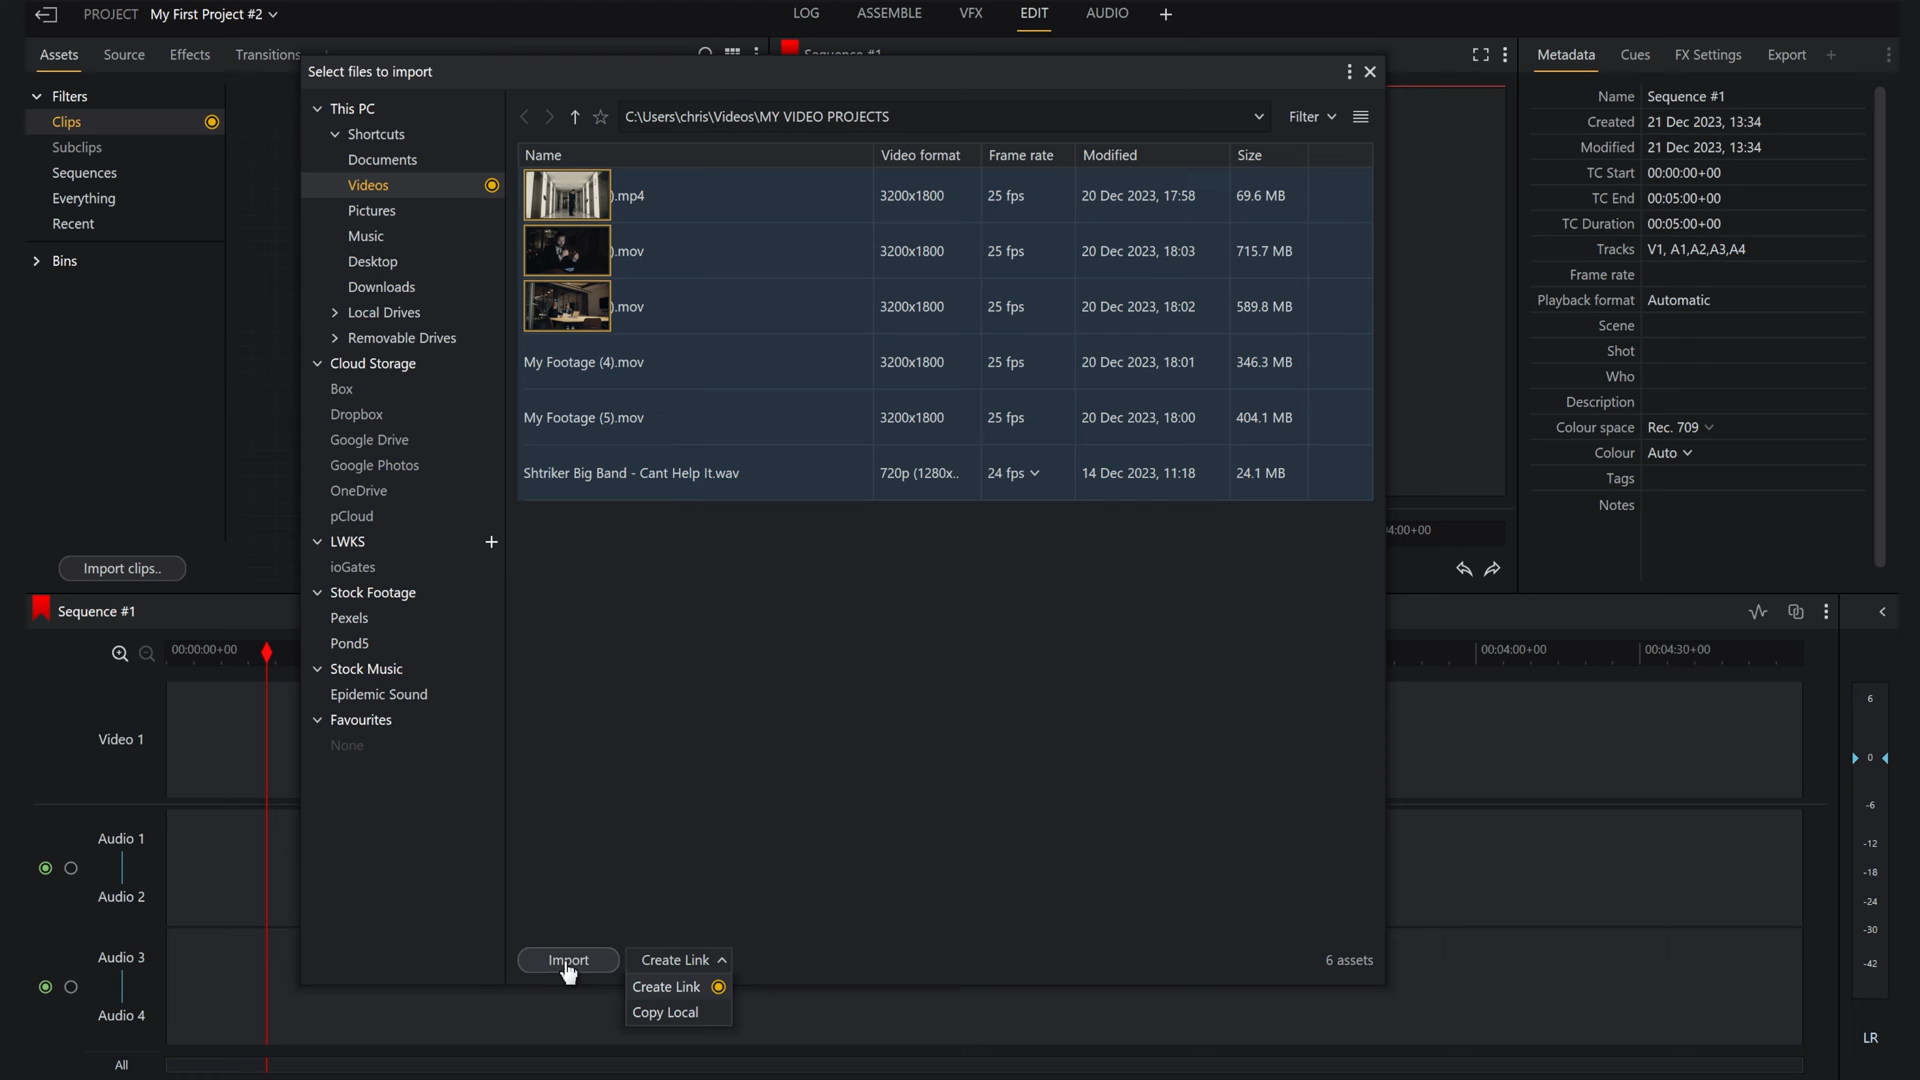 PROJECT My First Project #2
LOG ASSEMBLE VFX EDIT AUDIO +
Assets Source Effects Transitions
Sequence #1
Metadata Cues FX Settings Export +
Filters
Clips
Subclips
Sequences
Everything
Recent
Bins
Import clips..
Select files to import
This PC
Shortcuts
Documents
Videos
Pictures
Music
Desktop
Downloads
Local Drives
Removable Drives
Cloud Storage
Box
Dropbox
Google Drive
Google Photos
OneDrive
pCloud
LWKS +
ioGates
Stock Footage
Pexels
Pond5
Stock Music
Epidemic Sound
Favourites
None
C:\Users\chris\Videos\MY VIDEO PROJECTS Filter
Name Video format Frame rate Modified Size
).mp4 3200x1800 25 fps 20 Dec 2023, 17:58 69.6 MB
).mov 3200x1800 25 fps 20 Dec 2023, 18:03 715.7 MB
).mov 3200x1800 25 fps 20 Dec 2023, 18:02 589.8 MB
My Footage (4).mov 3200x1800 25 fps 20 Dec 2023, 18:01 346.3 MB
My Footage (5).mov 3200x1800 25 fps 20 Dec 2023, 18:00 404.1 MB
Shtriker Big Band - Cant Help It.wav 720p (1280x.. 24 fps 14 Dec 2023, 11:18 24.1 MB
Import Create Link 6 assets
Create Link
Copy Local
Name Sequence #1
Created 21 Dec 2023, 13:34
Modified 21 Dec 2023, 13:34
TC Start 00:00:00+00
TC End 00:05:00+00
TC Duration 00:05:00+00
Tracks V1, A1,A2,A3,A4
Frame rate
Playback format Automatic
Scene
Shot
Who
Description
Colour space Rec. 709
Colour Auto
Tags
Notes
4:00+00
Sequence #1
00:00:00+00 00:04:00+00 00:04:30+00
Video 1
Audio 1
Audio 2
Audio 3
Audio 4
All
6
0
-6
-12
-18
-24
-30
-42
LR